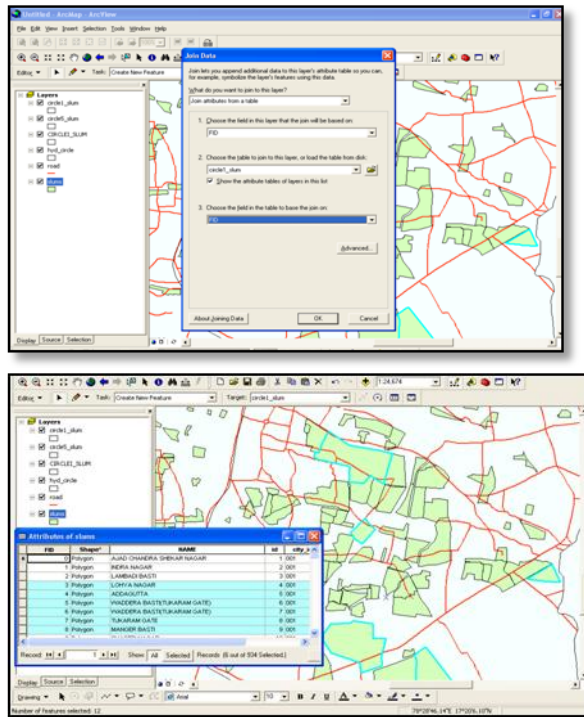 Untitled - ArcMap - ArcView
File Edit View Insert Selection Tools Window Help
Editor Task: Create New Feature
Layers
circle1_slum
circle5_slum
CIRCLE1_SLUM
hyd_circle
road
slums
Join Data
Join lets you append additional data to this layer's attribute table so you can,
for example, symbolize the layer's features using this data.
What do you want to join to this layer?
Join attributes from a table
1. Choose the field in this layer that the join will be based on:
FID
2. Choose the table to join to this layer, or load the table from disk:
circle5_slum
Show the attribute tables of layers in this list
3. Choose the field in the table to base the join on:
FID
Advanced...
About Joining Data OK Cancel
Display Source Selection
1:24,674
Editor Task: Create New Feature Target: circle1_slum
Layers
circle1_slum
circle5_slum
CIRCLE1_SLUM
hyd_circle
road
slums
Attributes of slums
FID Shape* NAME id city_
0 Polygon AJAD CHANDRA SHEKAR NAGAR 1 001
1 Polygon INDRA NAGAR 2 001
2 Polygon LAMBADI BASTI 3 001
3 Polygon LOHYA NAGAR 4 001
4 Polygon ADDAGUTTA 5 001
5 Polygon WADDERA BASTI(TUKARAM GATE) 6 001
6 Polygon WADDERA BASTI(TUKARAM GATE) 7 001
7 Polygon TUKARAM GATE 8 001
8 Polygon MANGER BASTI 9 001
Record: 1 Show: All Selected Records (6 out of 934 Selected.)
Display Source Selection
Drawing Arial 10 B I U A
Number of features selected: 12